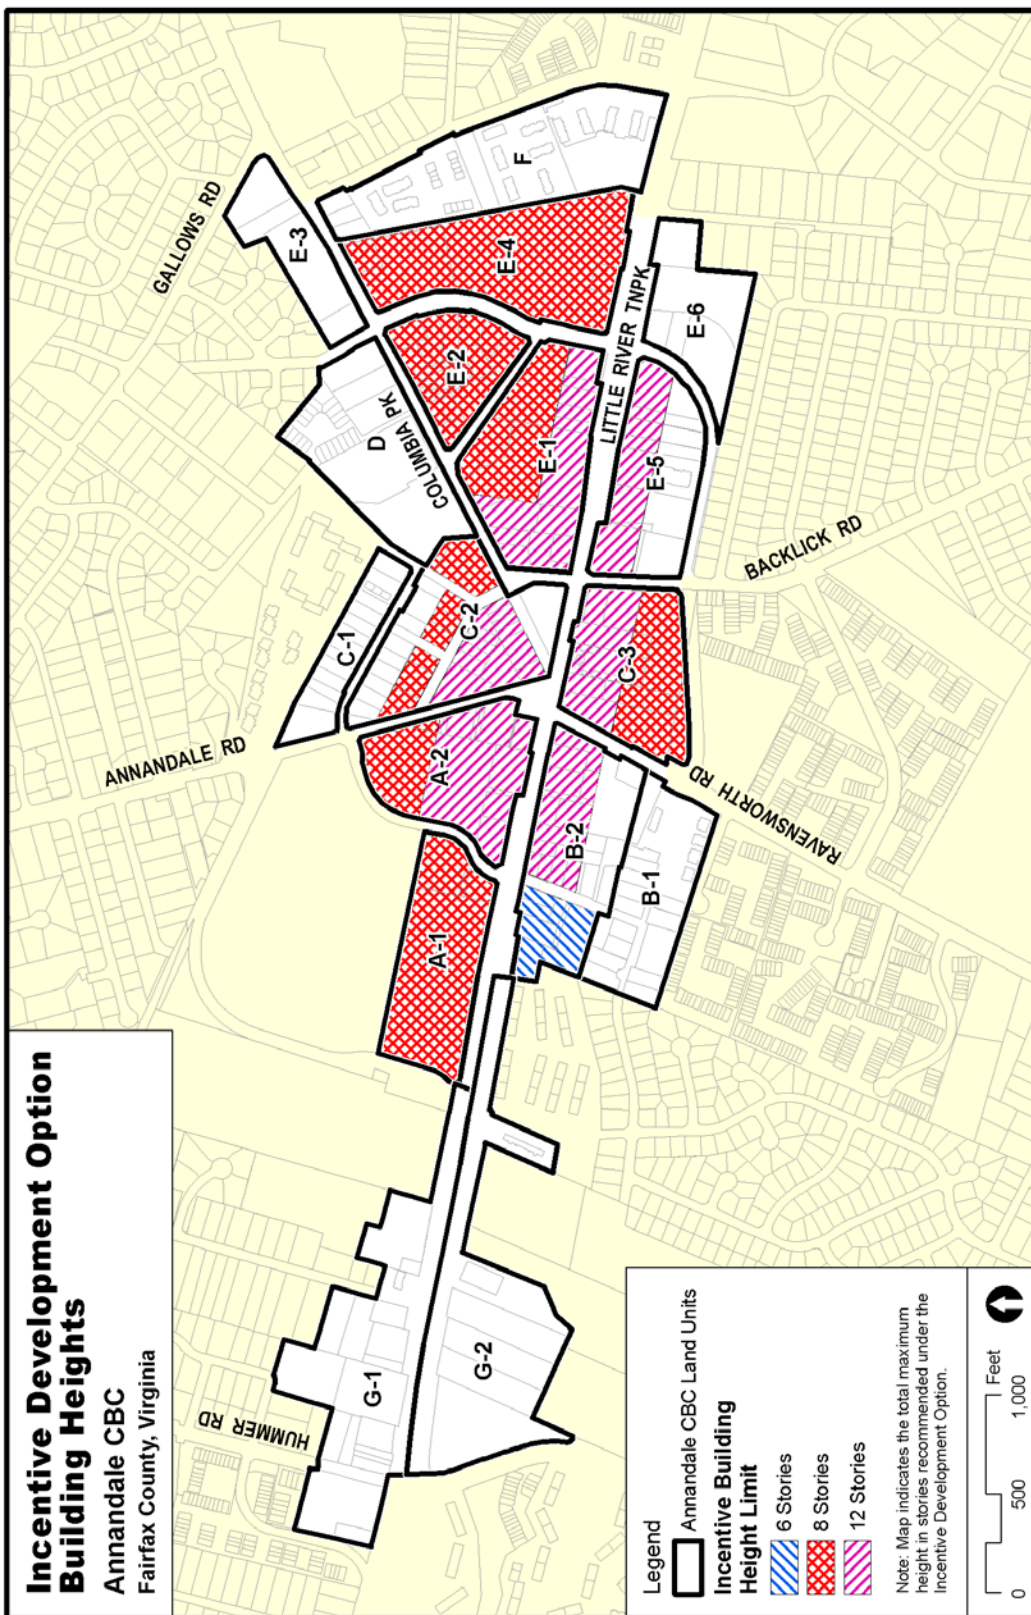 Incentive Development Option
Building Heights
Annandale CBC
Fairfax County, Virginia
HUMMER RD
ANNANDALE RD
GALLOWS RD
COLUMBIA PK
LITTLE RIVER TNPK
BACKLICK RD
RAVENSWORTH RD
G-1
G-2
A-1
A-2
B-1
B-2
C-1
C-2
C-3
D
E-1
E-2
E-3
E-4
E-5
E-6
F
Legend
Annandale CBC Land Units
Incentive Building
Height Limit
6 Stories
8 Stories
12 Stories
Note: Map indicates the total maximum
height in stories recommended under the
Incentive Development Option.
0 500 1,000
Feet